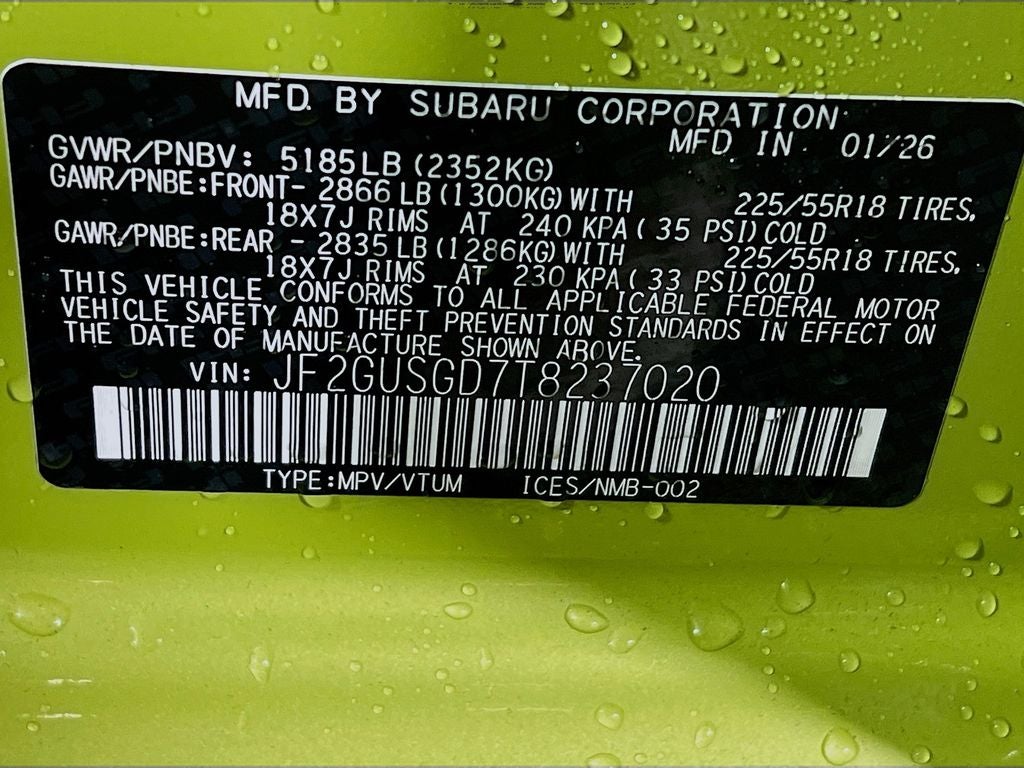 MFD. BY SUBARU CORPORATION
MFD IN 01/26
GVWR/PNBV: 5185LB (2352KG)
GAWR/PNBE:FRONT- 2866 LB (1300KG) WITH 225/55R18 TIRES,
18X7J RIMS AT 240 KPA ( 35 PSI) COLD
GAWR/PNBE:REAR - 2835 LB (1286KG) WITH 225/55R18 TIRES,
18X7J RIMS AT 230 KPA ( 33 PSI) COLD
THIS VEHICLE CONFORMS TO ALL APPLICABLE FEDERAL MOTOR
VEHICLE SAFETY AND THEFT PREVENTION STANDARDS IN EFFECT ON
THE DATE OF MANUFACTURE SHOWN ABOVE.
VIN: JF2GUSGD7T8237020
TYPE:MPV/VTUM ICES/NMB-002